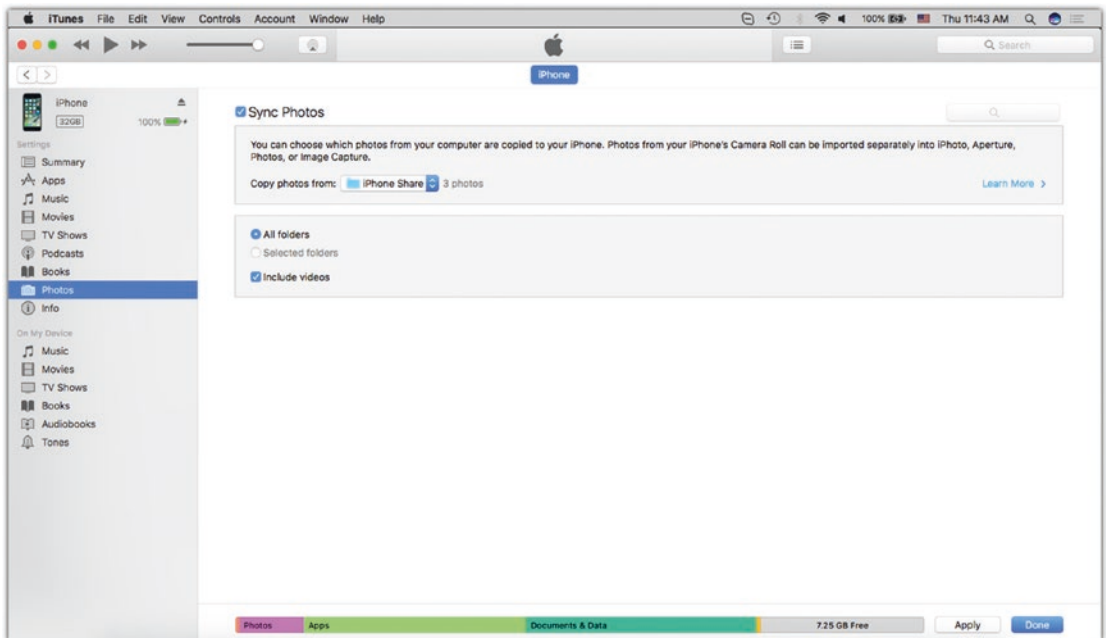 iTunes File Edit View Controls Account Window Help 100% Thu 11:43 AM
Search
iPhone
iPhone
32GB 100%
Settings
Summary
Apps
Music
Movies
TV Shows
Podcasts
Books
Photos
Info
On My Device
Music
Movies
TV Shows
Books
Audiobooks
Tones
Sync Photos
You can choose which photos from your computer are copied to your iPhone. Photos from your iPhone's Camera Roll can be imported separately into iPhoto, Aperture,
Photos, or Image Capture.
Copy photos from: iPhone Share 3 photos Learn More
All folders
Selected folders
Include videos
Photos Apps Documents & Data 7.25 GB Free Apply Done